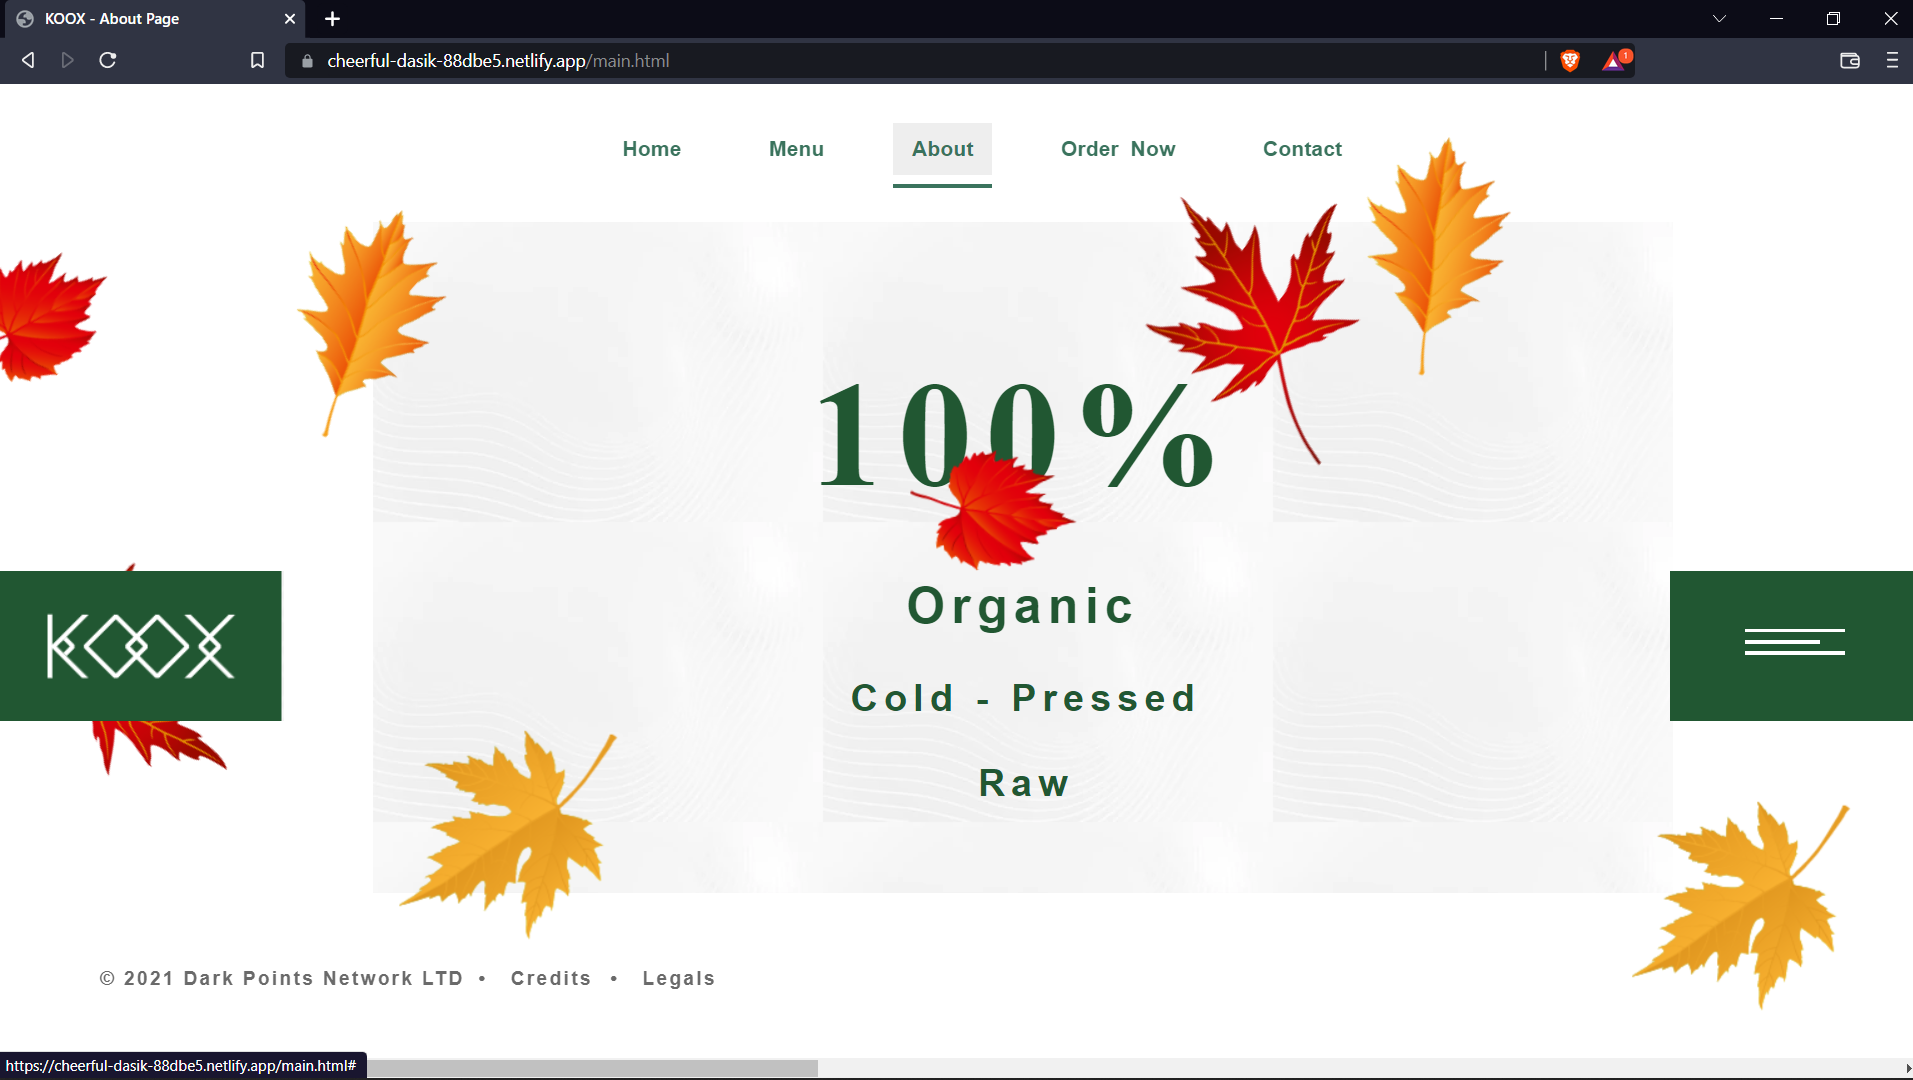 KOOX - About Page
cheerful-dasik-88dbe5.netlify.app/main.html
1
Home Menu About Order Now Contact
100%
Organic
KOOX
Cold - Pressed
Raw
© 2021 Dark Points Network LTD • Credits • Legals
https://cheerful-dasik-88dbe5.netlify.app/main.html#